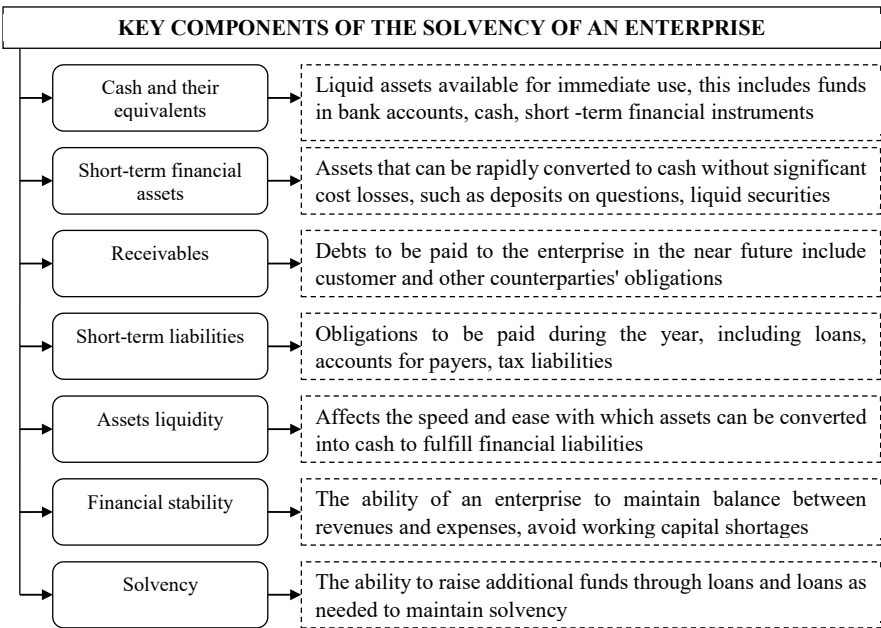 KEY COMPONENTS OF THE SOLVENCY OF AN ENTERPRISE
Cash and their
equivalents
Liquid assets available for immediate use, this includes funds
in bank accounts, cash, short -term financial instruments
Short-term financial
assets
Assets that can be rapidly converted to cash without significant
cost losses, such as deposits on questions, liquid securities
Receivables
Debts to be paid to the enterprise in the near future include
customer and other counterparties' obligations
Short-term liabilities
Obligations to be paid during the year, including loans,
accounts for payers, tax liabilities
Assets liquidity
Affects the speed and ease with which assets can be converted
into cash to fulfill financial liabilities
Financial stability
The ability of an enterprise to maintain balance between
revenues and expenses, avoid working capital shortages
Solvency
The ability to raise additional funds through loans and loans as
needed to maintain solvency